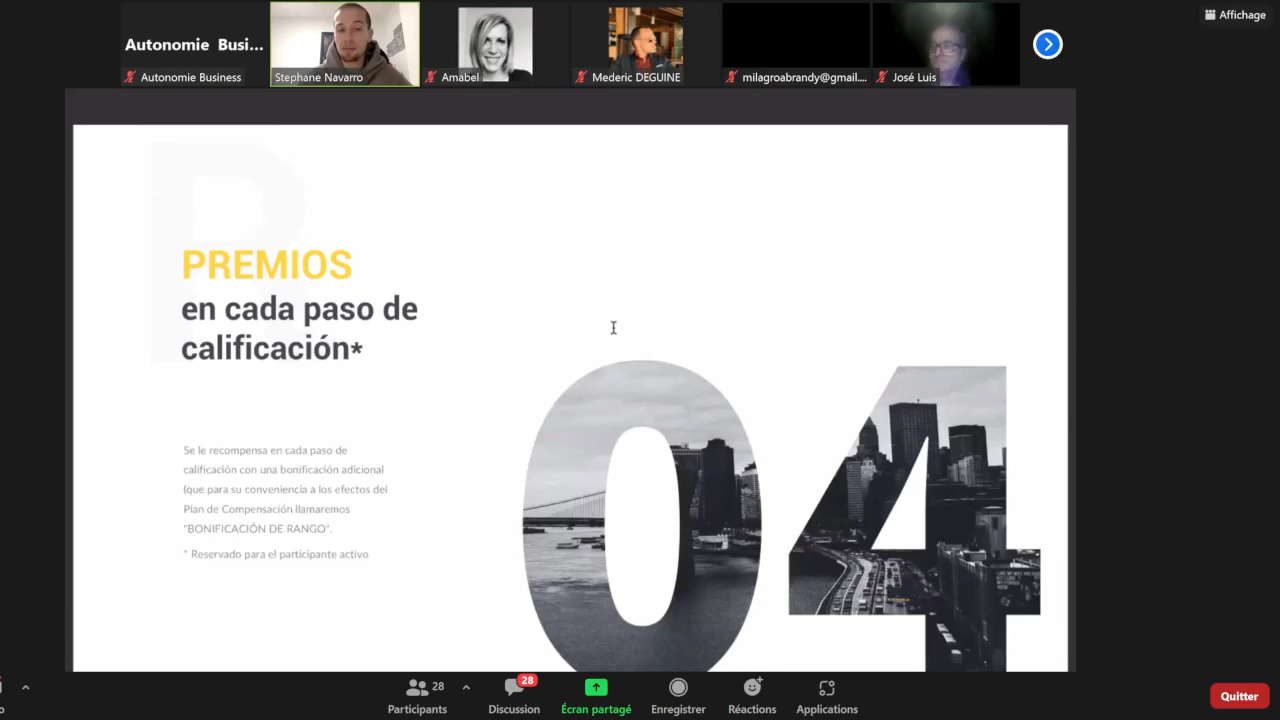 Autonomie Busi...
Autonomie Business
Stephane Navarro
Amabel
Mederic DEGUINE
milagroabrandy@gmail....
José Luis
Affichage
R
PREMIOS
en cada paso de
calificación*
Se le recompensa en cada paso de
calificación con una bonificación adicional
(que para su conveniencia a los efectos del
Plan de Compensación llamaremos
"BONIFICACIÓN DE RANGO".
* Reservado para el participante activo
04
28
28
Participants
Discussion
Écran partagé
Enregistrer
Réactions
Applications
Quitter